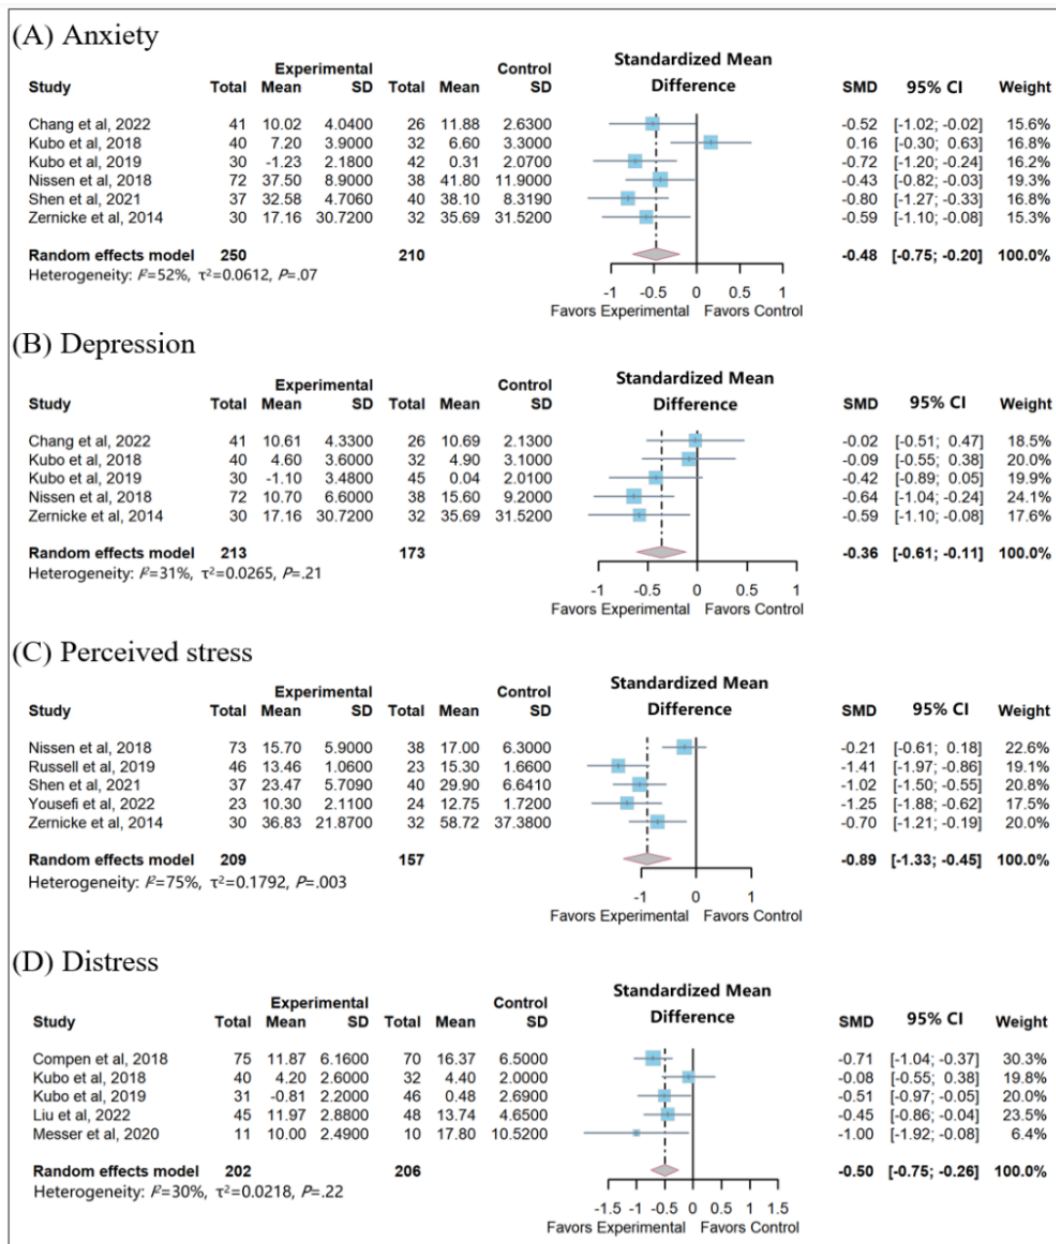 (A) Anxiety
Experimental Control Standardized Mean
Study Total Mean SD Total Mean SD Difference SMD 95% CI Weight
Chang et al, 2022 41 10.02 4.0400 26 11.88 2.6300 -0.52 [-1.02; -0.02] 15.6%
Kubo et al, 2018 40 7.20 3.9000 32 6.60 3.3000 0.16 [-0.30; 0.63] 16.8%
Kubo et al, 2019 30 -1.23 2.1800 42 0.31 2.0700 -0.72 [-1.20; -0.24] 16.2%
Nissen et al, 2018 72 37.50 8.9000 38 41.80 11.9000 -0.43 [-0.82; -0.03] 19.3%
Shen et al, 2021 37 32.58 4.7060 40 38.10 8.3190 -0.80 [-1.27; -0.33] 16.8%
Zernicke et al, 2014 30 17.16 30.7200 32 35.69 31.5200 -0.59 [-1.10; -0.08] 15.3%
Random effects model 250 210 -0.48 [-0.75; -0.20] 100.0%
Heterogeneity: I²=52%, τ²=0.0612, P=.07
-1 -0.5 0 0.5 1
Favors Experimental Favors Control
(B) Depression
Experimental Control Standardized Mean
Study Total Mean SD Total Mean SD Difference SMD 95% CI Weight
Chang et al, 2022 41 10.61 4.3300 26 10.69 2.1300 -0.02 [-0.51; 0.47] 18.5%
Kubo et al, 2018 40 4.60 3.6000 32 4.90 3.1000 -0.09 [-0.55; 0.38] 20.0%
Kubo et al, 2019 30 -1.10 3.4800 45 0.04 2.0100 -0.42 [-0.89; 0.05] 19.9%
Nissen et al, 2018 72 10.70 6.6000 38 15.60 9.2000 -0.64 [-1.04; -0.24] 24.1%
Zernicke et al, 2014 30 17.16 30.7200 32 35.69 31.5200 -0.59 [-1.10; -0.08] 17.6%
Random effects model 213 173 -0.36 [-0.61; -0.11] 100.0%
Heterogeneity: I²=31%, τ²=0.0265, P=.21
-1 -0.5 0 0.5 1
Favors Experimental Favors Control
(C) Perceived stress
Experimental Control Standardized Mean
Study Total Mean SD Total Mean SD Difference SMD 95% CI Weight
Nissen et al, 2018 73 15.70 5.9000 38 17.00 6.3000 -0.21 [-0.61; 0.18] 22.6%
Russell et al, 2019 46 13.46 1.0600 23 15.30 1.6600 -1.41 [-1.97; -0.86] 19.1%
Shen et al, 2021 37 23.47 5.7090 40 29.90 6.6410 -1.02 [-1.50; -0.55] 20.8%
Yousefi et al, 2022 23 10.30 2.1100 24 12.75 1.7200 -1.25 [-1.88; -0.62] 17.5%
Zernicke et al, 2014 30 36.83 21.8700 32 58.72 37.3800 -0.70 [-1.21; -0.19] 20.0%
Random effects model 209 157 -0.89 [-1.33; -0.45] 100.0%
Heterogeneity: I²=75%, τ²=0.1792, P=.003
-1 0 1
Favors Experimental Favors Control
(D) Distress
Experimental Control Standardized Mean
Study Total Mean SD Total Mean SD Difference SMD 95% CI Weight
Compen et al, 2018 75 11.87 6.1600 70 16.37 6.5000 -0.71 [-1.04; -0.37] 30.3%
Kubo et al, 2018 40 4.20 2.6000 32 4.40 2.0000 -0.08 [-0.55; 0.38] 19.8%
Kubo et al, 2019 31 -0.81 2.2000 46 0.48 2.6900 -0.51 [-0.97; -0.05] 20.0%
Liu et al, 2022 45 11.97 2.8800 48 13.74 4.6500 -0.45 [-0.86; -0.04] 23.5%
Messer et al, 2020 11 10.00 2.4900 10 17.80 10.5200 -1.00 [-1.92; -0.08] 6.4%
Random effects model 202 206 -0.50 [-0.75; -0.26] 100.0%
Heterogeneity: I²=30%, τ²=0.0218, P=.22
-1.5 -1 -0.5 0 0.5 1 1.5
Favors Experimental Favors Control